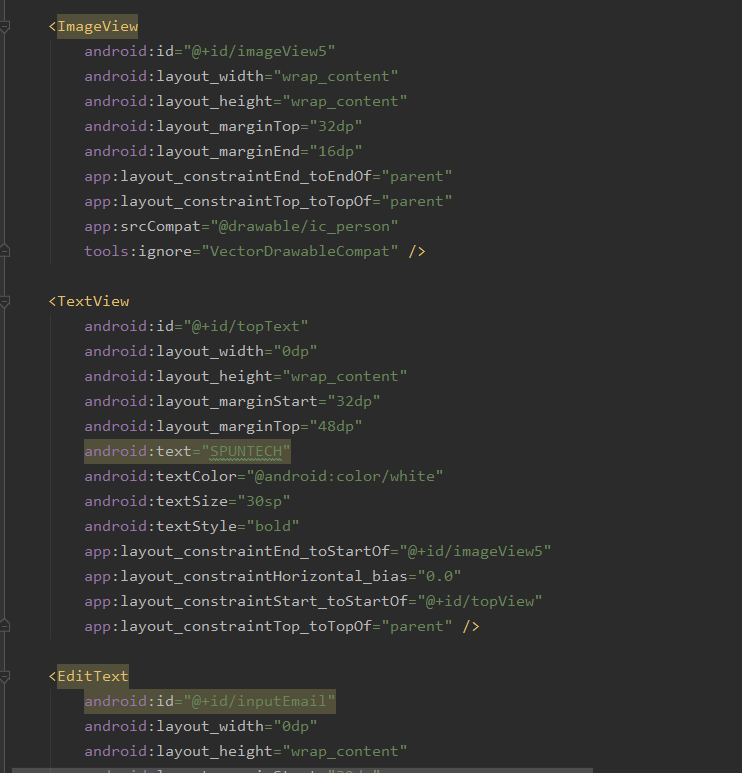 <ImageView
android:id="@+id/imageView5"
android:layout_width="wrap_content"
android:layout_height="wrap_content"
android:layout_marginTop="32dp"
android:layout_marginEnd="16dp"
app:layout_constraintEnd_toEndOf="parent"
app:layout_constraintTop_toTopOf="parent"
app:srcCompat="@drawable/ic_person"
tools:ignore="VectorDrawableCompat" />
<TextView
android:id="@+id/topText"
android:layout_width="0dp"
android:layout_height="wrap_content"
android:layout_marginStart="32dp"
android:layout_marginTop="48dp"
android:text="SPUNTECH"
android:textColor="@android:color/white"
android:textSize="30sp"
android:textStyle="bold"
app:layout_constraintEnd_toStartOf="@+id/imageView5"
app:layout_constraintHorizontal_bias="0.0"
app:layout_constraintStart_toStartOf="@+id/topView"
app:layout_constraintTop_toTopOf="parent" />
<EditText
android:id="@+id/inputEmail"
android:layout_width="0dp"
android:layout_height="wrap_content"